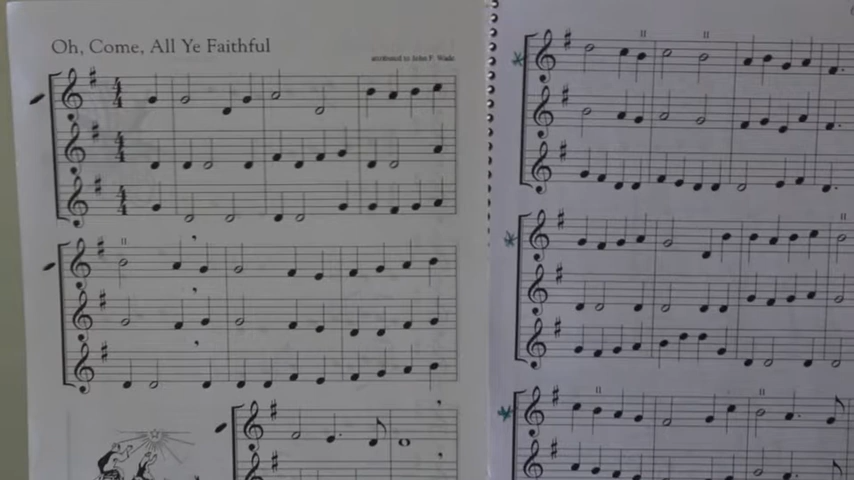 Oh, Come, All Ye Faithful
attributed to John F. Wade